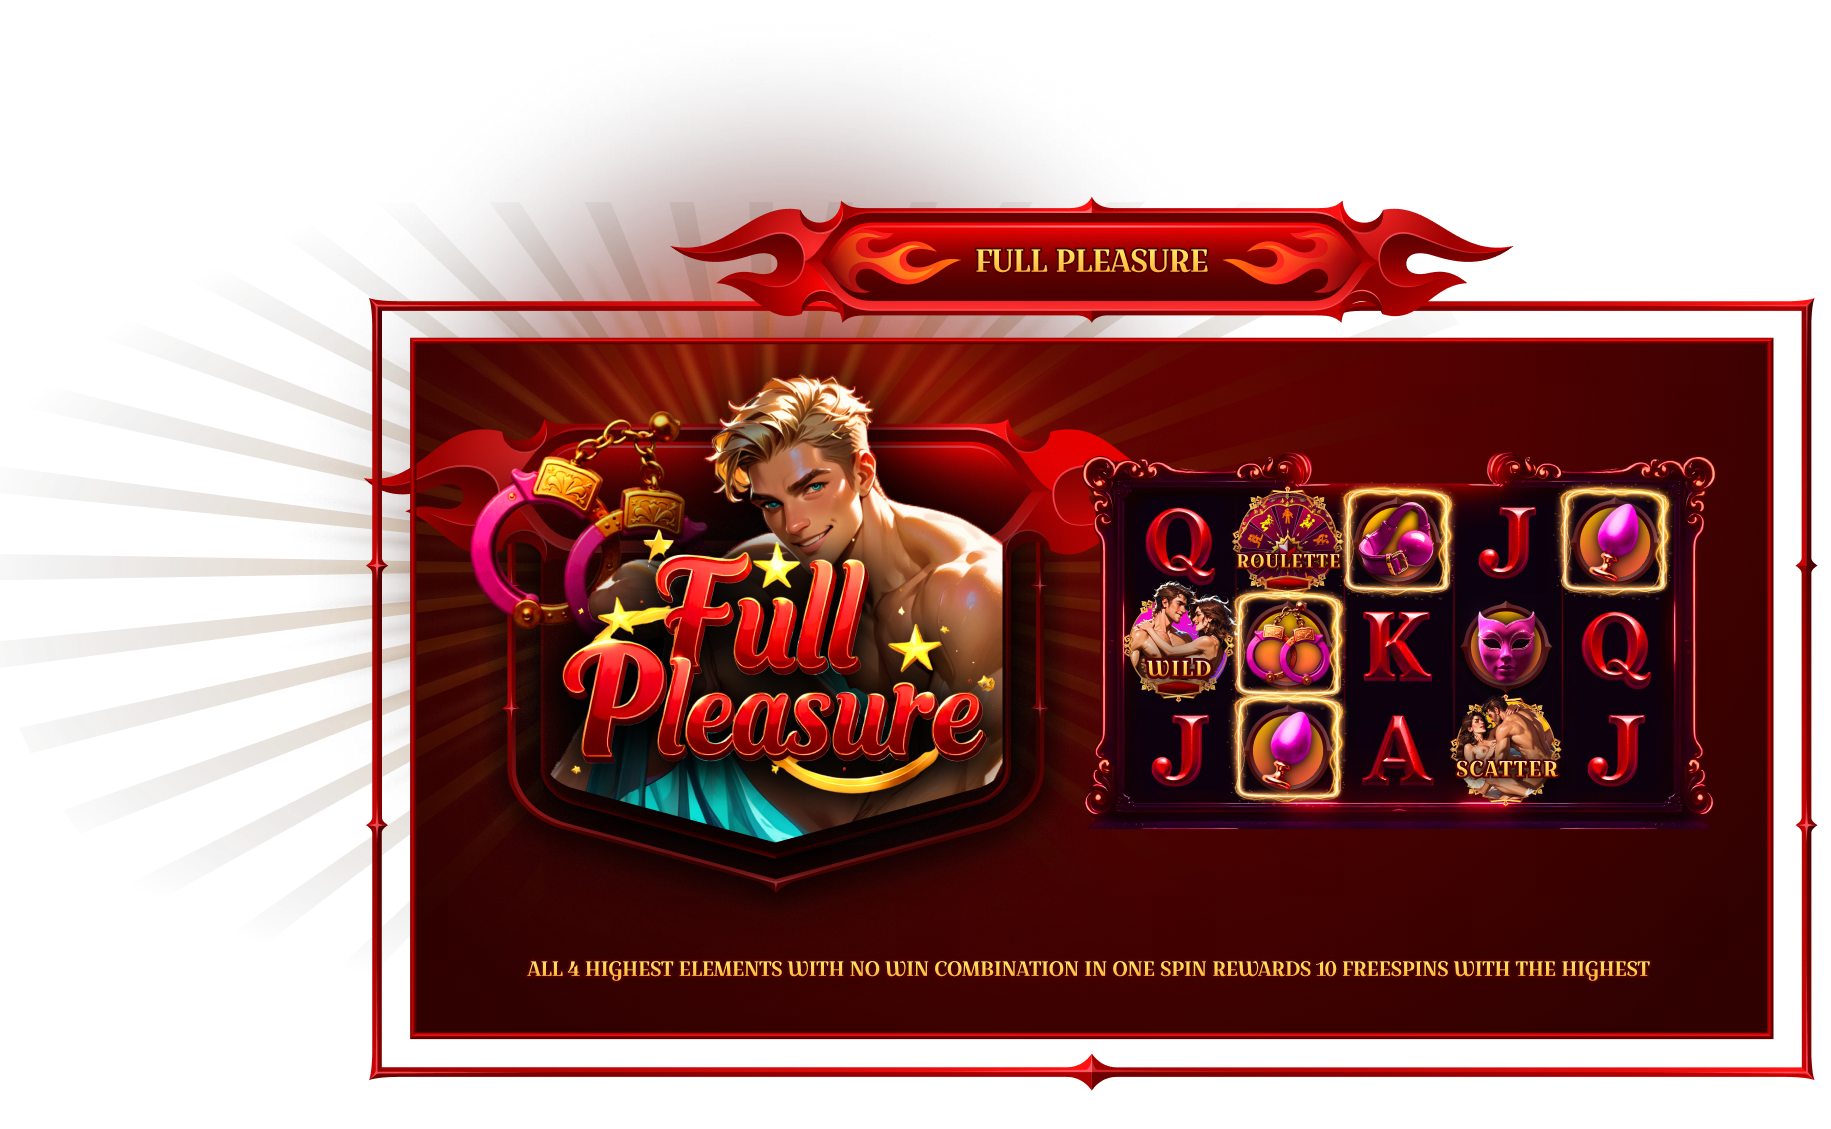 FULL PLEASURE
Full
Pleasure
Q
ROULETTE
J
WILD
K
Q
J
A
SCATTER
J
ALL 4 HIGHEST ELEMENTS WITH NO WIN COMBINATION IN ONE SPIN REWARDS 10 FREESPINS WITH THE HIGHEST